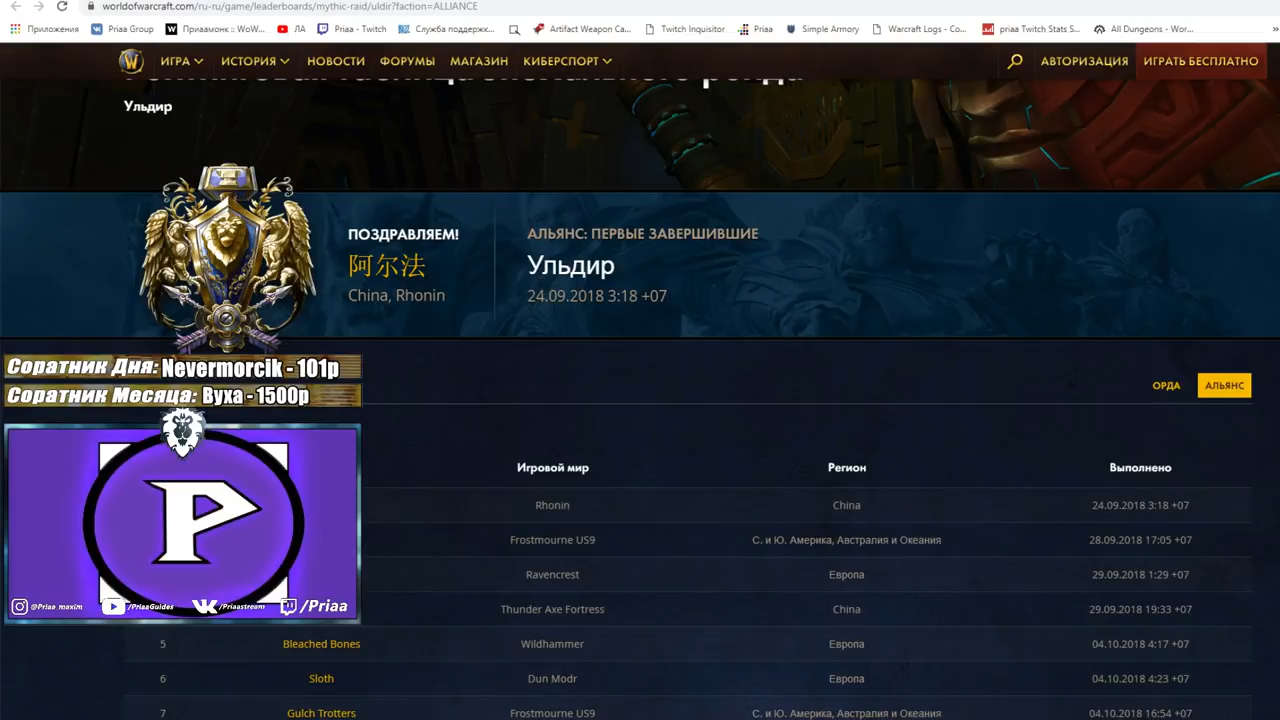 worldofwarcraft.com/ru-ru/game/leaderboards/mythic-raid/uldir?faction=ALLIANCE
Приложения Priaa Group Приаамонк :: WoW... ЛА Priaa - Twitch Служба поддержк... Artifact Weapon Ca... Twitch Inquisitor Priaa Simple Armory Warcraft Logs - Co... priaa Twitch Stats S... All Dungeons - Wor... »
ИГРА ИСТОРИЯ НОВОСТИ ФОРУМЫ МАГАЗИН КИБЕРСПОРТ АВТОРИЗАЦИЯ ИГРАТЬ БЕСПЛАТНО
Ульдир
ПОЗДРАВЛЯЕМ!
阿尔法
China, Rhonin
АЛЬЯНС: ПЕРВЫЕ ЗАВЕРШИВШИЕ
Ульдир
24.09.2018 3:18 +07
Соратник Дня: Nevermorcik - 101р
Соратник Месяца: Вуха - 1500р
ОРДА АЛЬЯНС
P
@Priaa_maxim /PriaaGuides /Priaastream /Priaa
Игровой мир Регион Выполнено
Rhonin China 24.09.2018 3:18 +07
Frostmourne US9 С. и Ю. Америка, Австралия и Океания 28.09.2018 17:05 +07
Ravencrest Европа 29.09.2018 1:29 +07
Thunder Axe Fortress China 29.09.2018 19:33 +07
5 Bleached Bones Wildhammer Европа 04.10.2018 4:17 +07
6 Sloth Dun Modr Европа 04.10.2018 4:23 +07
7 Gulch Trotters Frostmourne US9 С. и Ю. Америка, Австралия и Океания 04.10.2018 16:54 +07